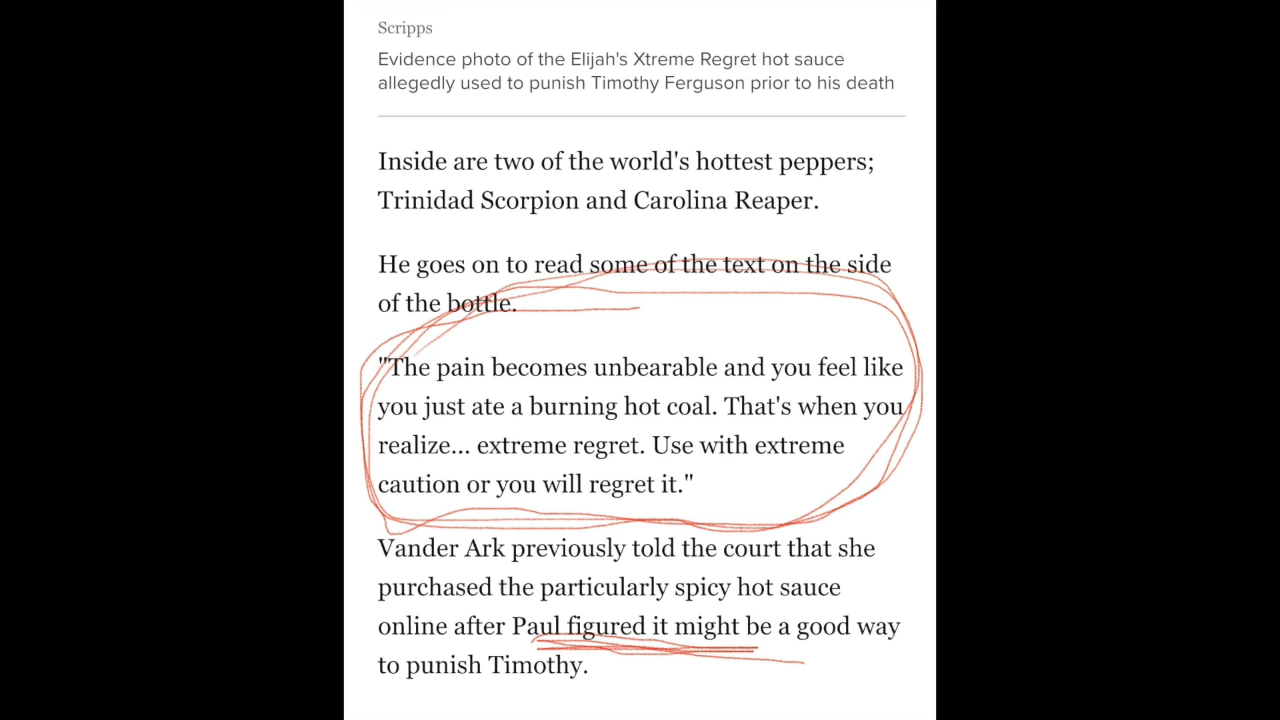 Scripps
Evidence photo of the Elijah's Xtreme Regret hot sauce
allegedly used to punish Timothy Ferguson prior to his death
Inside are two of the world's hottest peppers;
Trinidad Scorpion and Carolina Reaper.
He goes on to read some of the text on the side
of the bottle.
"The pain becomes unbearable and you feel like
you just ate a burning hot coal. That's when you
realize... extreme regret. Use with extreme
caution or you will regret it."
Vander Ark previously told the court that she
purchased the particularly spicy hot sauce
online after Paul figured it might be a good way
to punish Timothy.